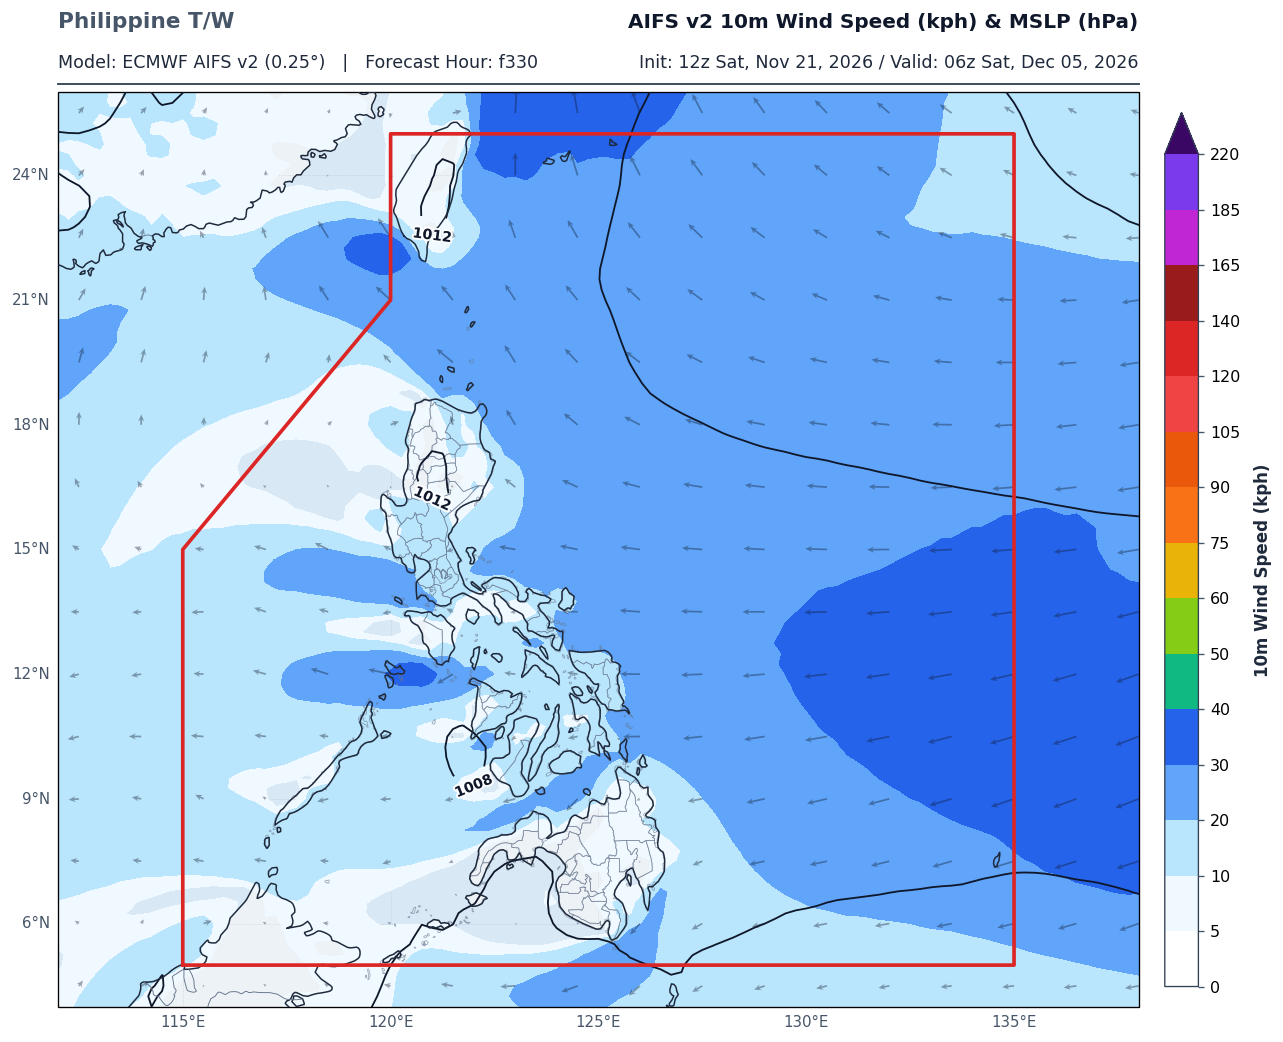 Philippine T/W
AIFS v2 10m Wind Speed (kph) & MSLP (hPa)
Model: ECMWF AIFS v2 (0.25°) | Forecast Hour: f330
Init: 12z Sat, Nov 21, 2026 / Valid: 06z Sat, Dec 05, 2026
24°N
21°N
18°N
15°N
12°N
9°N
6°N
1012
1012
1008
115°E
120°E
125°E
130°E
135°E
220
185
165
140
120
105
90
75
60
50
40
30
20
10
5
0
10m Wind Speed (kph)